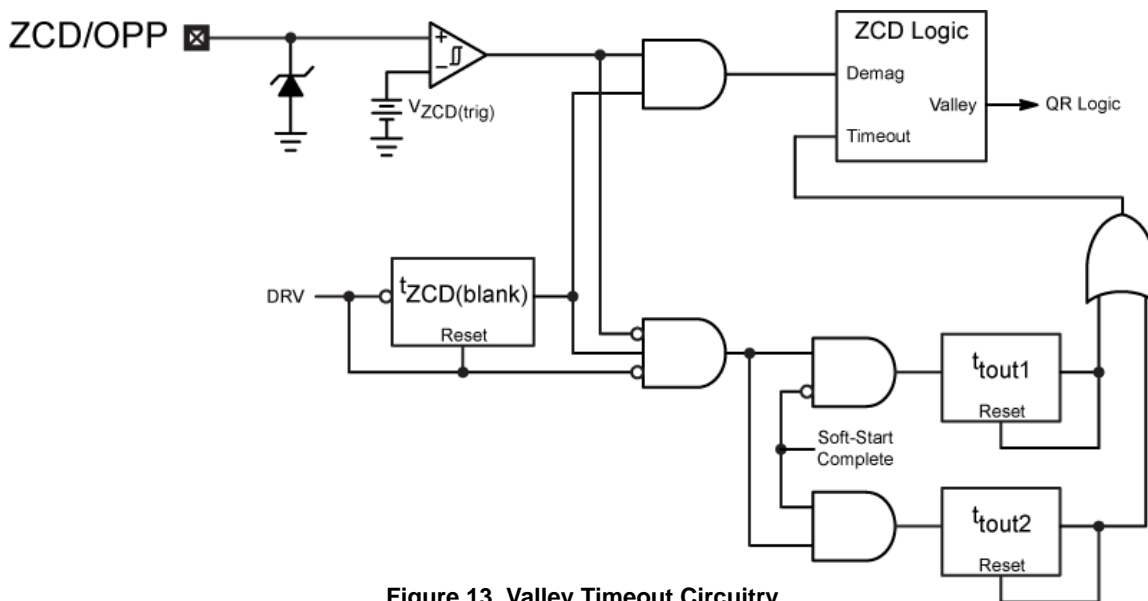 ZCD/OPP
+
−
VZCD(trig)
ZCD Logic
Demag
Valley
QR Logic
Timeout
DRV
tZCD(blank)
Reset
ttout1
Reset
Soft-Start
Complete
ttout2
Reset
Figure 13. Valley Timeout Circuitry